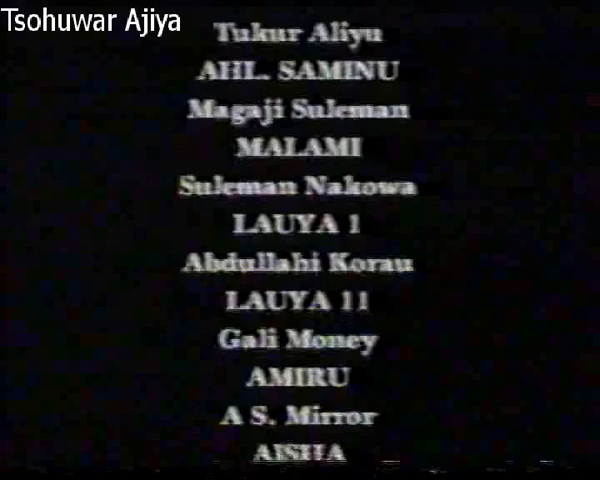 Tsohuwar Ajiya
Tukur Aliyu
AHL. SAMINU
Magaji Suleman
MALAMI
Suleman Nakowa
LAUYA 1
Abdullahi Korau
LAUYA 11
Gali Money
AMIRU
A S. Mirror
AISHA